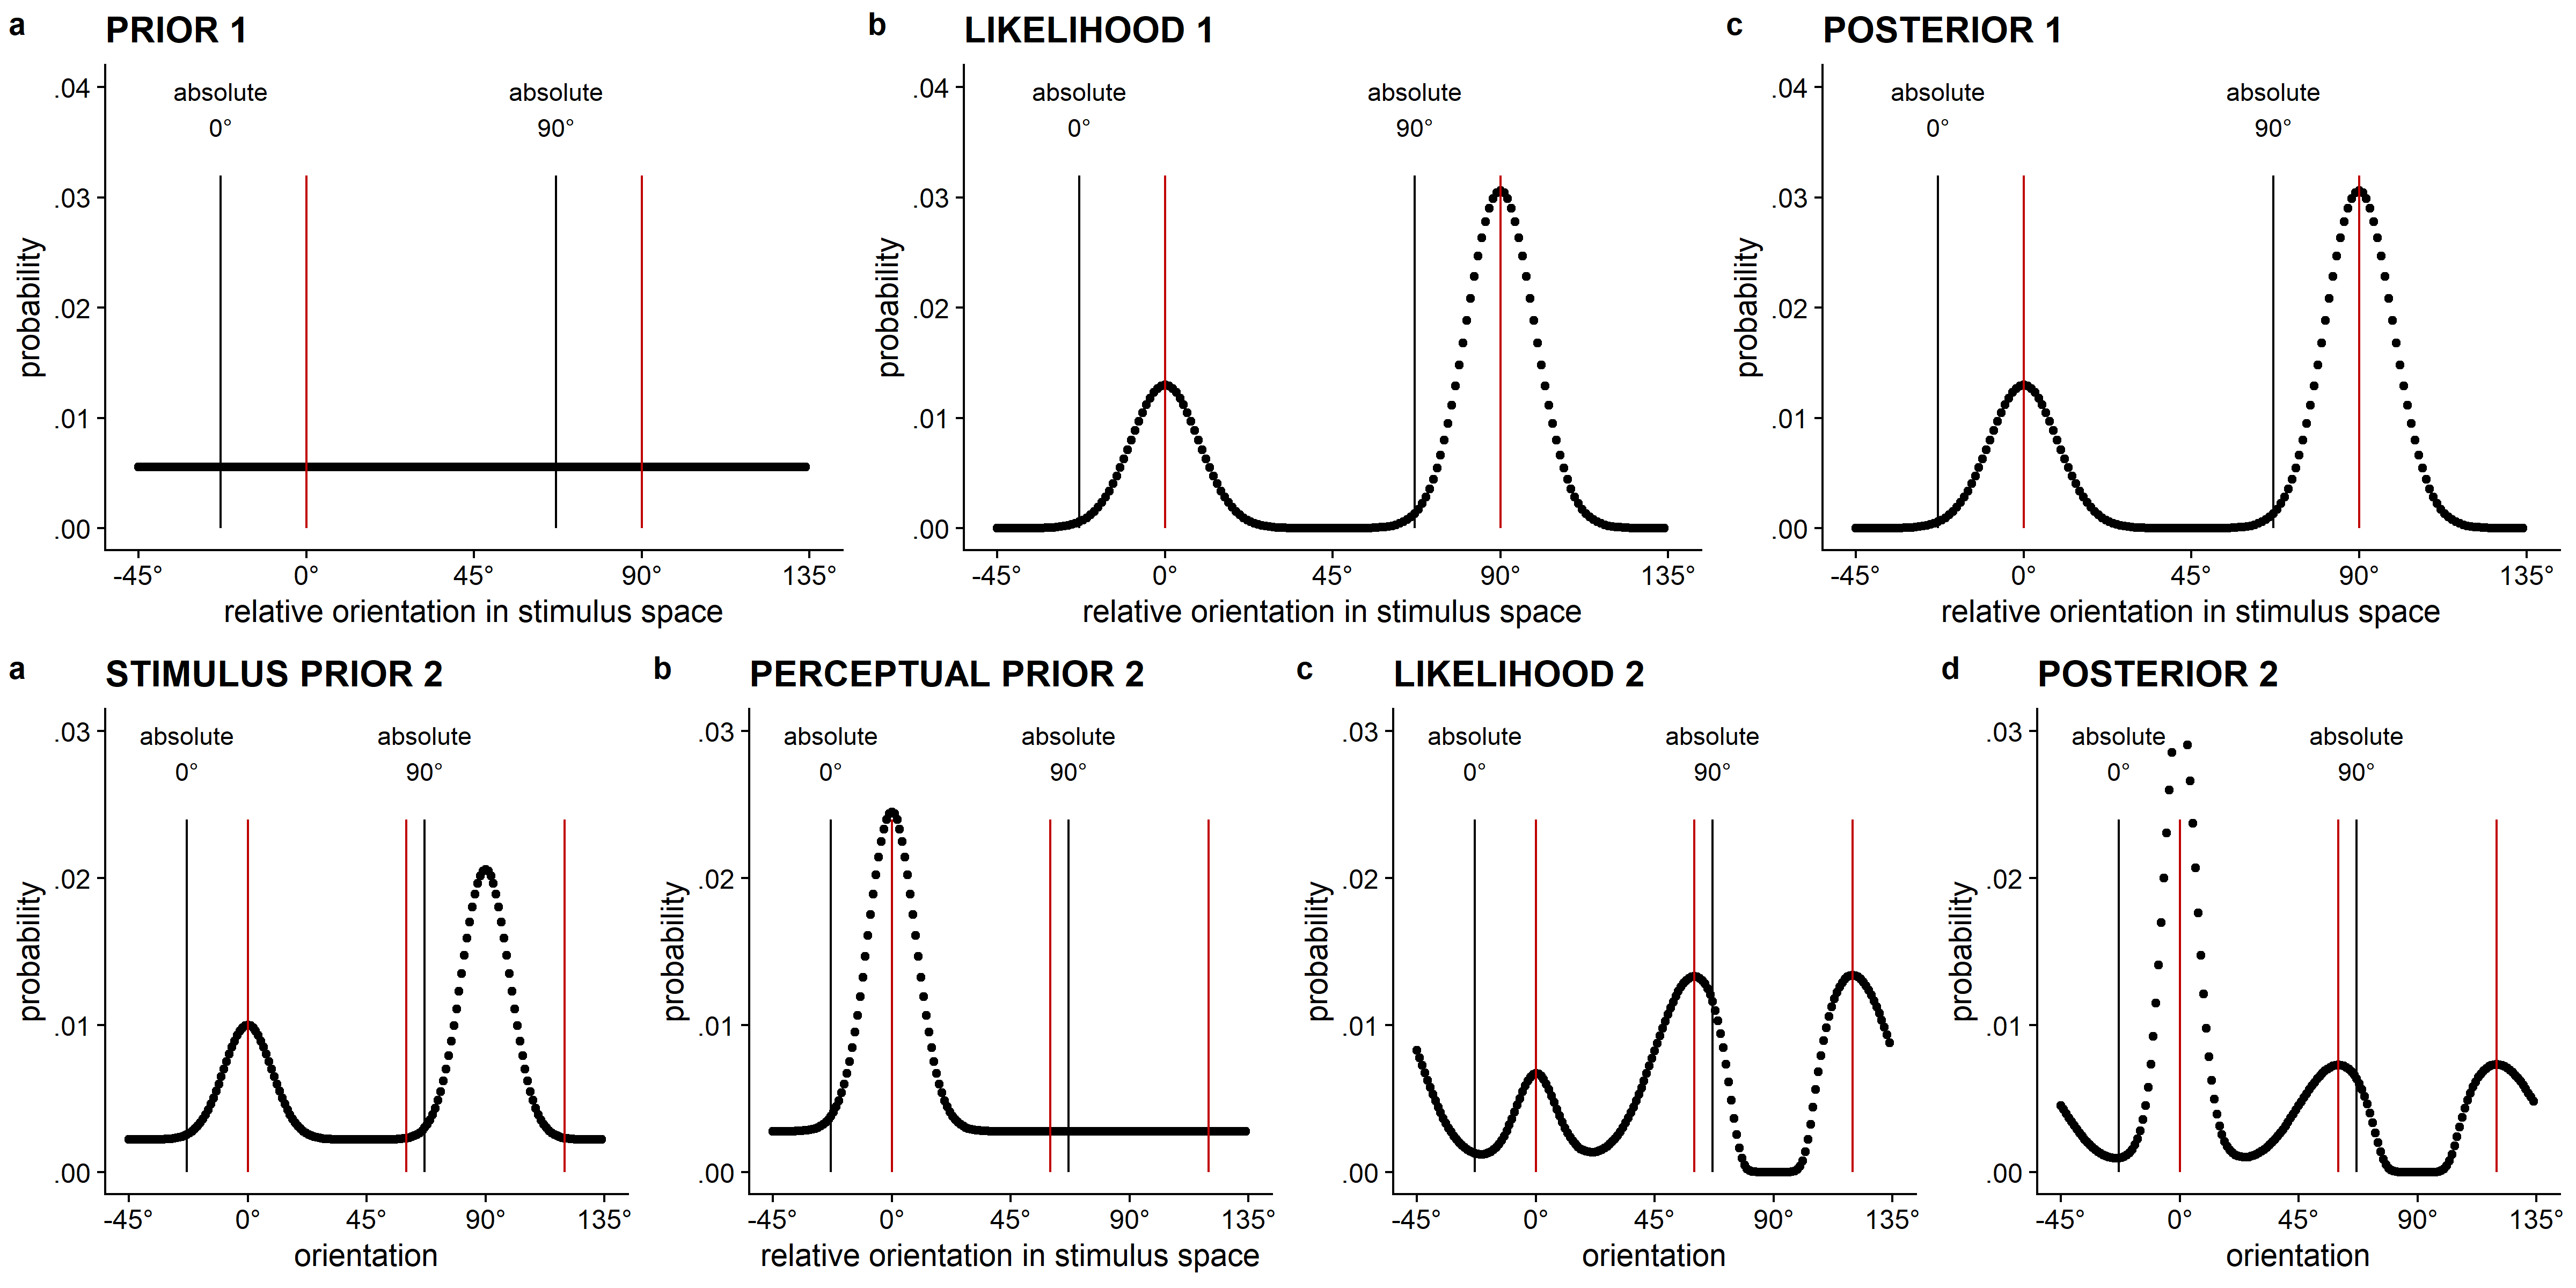 a PRIOR 1
.04
.03
.02
.01
.00
absolute absolute
0° 90°
probability
-45° 0° 45° 90° 135°
relative orientation in stimulus space
b LIKELIHOOD 1
.04
.03
.02
.01
.00
absolute absolute
0° 90°
probability
-45° 0° 45° 90° 135°
relative orientation in stimulus space
c POSTERIOR 1
.04
.03
.02
.01
.00
absolute absolute
0° 90°
probability
-45° 0° 45° 90° 135°
relative orientation in stimulus space
a STIMULUS PRIOR 2
.03
.02
.01
.00
absolute absolute
0° 90°
probability
-45° 0° 45° 90° 135°
orientation
b PERCEPTUAL PRIOR 2
.03
.02
.01
.00
absolute absolute
0° 90°
probability
-45° 0° 45° 90° 135°
relative orientation in stimulus space
c LIKELIHOOD 2
.03
.02
.01
.00
absolute absolute
0° 90°
probability
-45° 0° 45° 90° 135°
orientation
d POSTERIOR 2
.03
.02
.01
.00
absolute absolute
0° 90°
probability
-45° 0° 45° 90° 135°
orientation